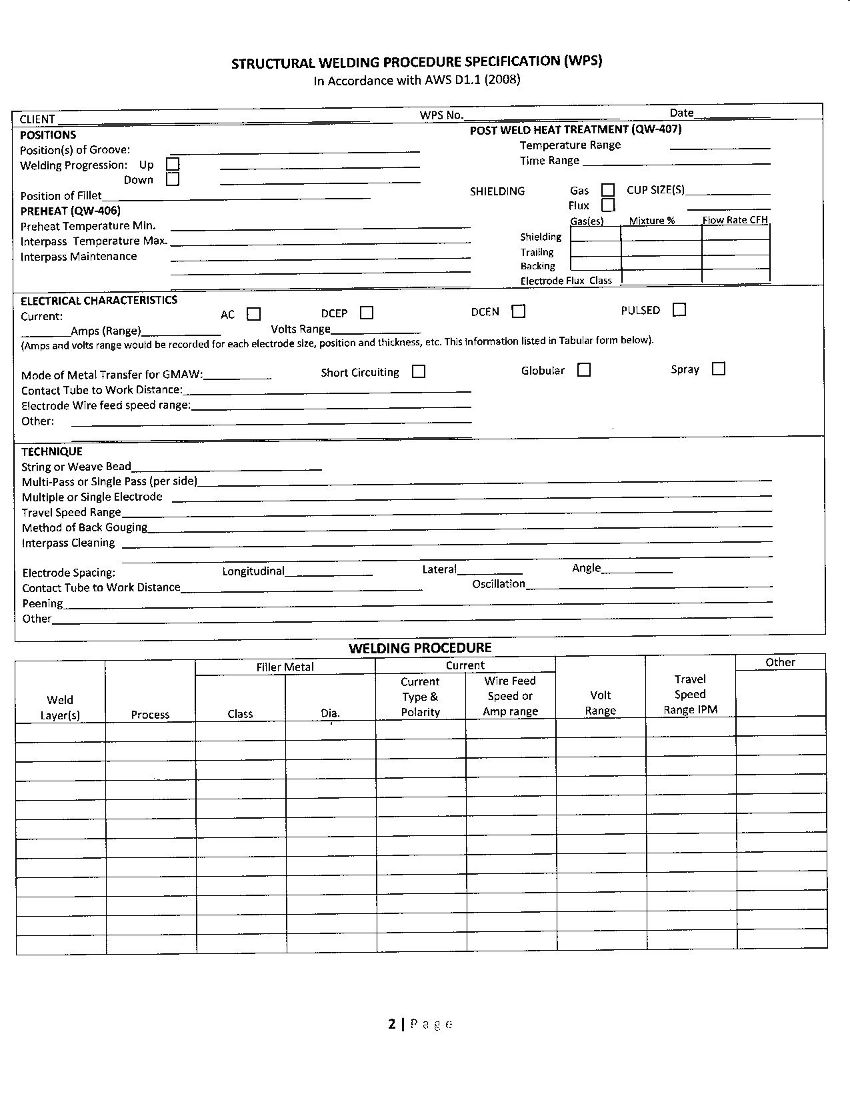 STRUCTURAL WELDING PROCEDURE SPECIFICATION (WPS)
In Accordance with AWS D1.1 (2008)
CLIENT WPS No. Date
POSITIONS
Position(s) of Groove:
Welding Progression: Up
Down
Position of Fillet
PREHEAT (QW-406)
Preheat Temperature Min.
Interpass Temperature Max.
Interpass Maintenance
POST WELD HEAT TREATMENT (QW-407)
Temperature Range
Time Range
SHIELDING Gas CUP SIZE(S)
Flux
Gas(es) Mixture % Flow Rate CFH
Shielding
Trailing
Backing
Electrode Flux Class
ELECTRICAL CHARACTERISTICS
Current: AC DCEP DCEN PULSED
Amps (Range) Volts Range
(Amps and volts range would be recorded for each electrode size, position and thickness, etc. This information listed in Tabular form below).
Mode of Metal Transfer for GMAW: Short Circuiting Globular Spray
Contact Tube to Work Distance:
Electrode Wire feed speed range:
Other:
TECHNIQUE
String or Weave Bead
Multi-Pass or Single Pass (per side)
Multiple or Single Electrode
Travel Speed Range
Method of Back Gouging
Interpass Cleaning
Electrode Spacing: Longitudinal Lateral Angle
Contact Tube to Work Distance Oscillation
Peening
Other
WELDING PROCEDURE
Filler Metal Current Other
Weld Layer(s) Process Class Dia. Current Type & Polarity Wire Feed Speed or Amp range Volt Range Travel Speed Range IPM
2 | Page